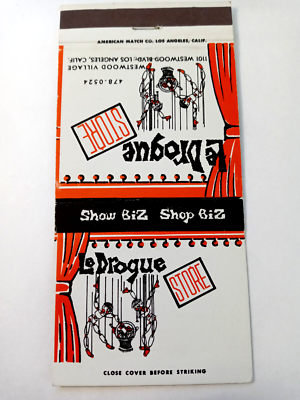 AMERICAN MATCH CO. LOS ANGELES, CALIF.
1101 WESTWOOD BLVD., LOS ANGELES, CALIF.
WESTWOOD VILLAGE
478-0524
Le Drogue
STORE
Show BiZ Shop BiZ
Le Drogue
STORE
CLOSE COVER BEFORE STRIKING